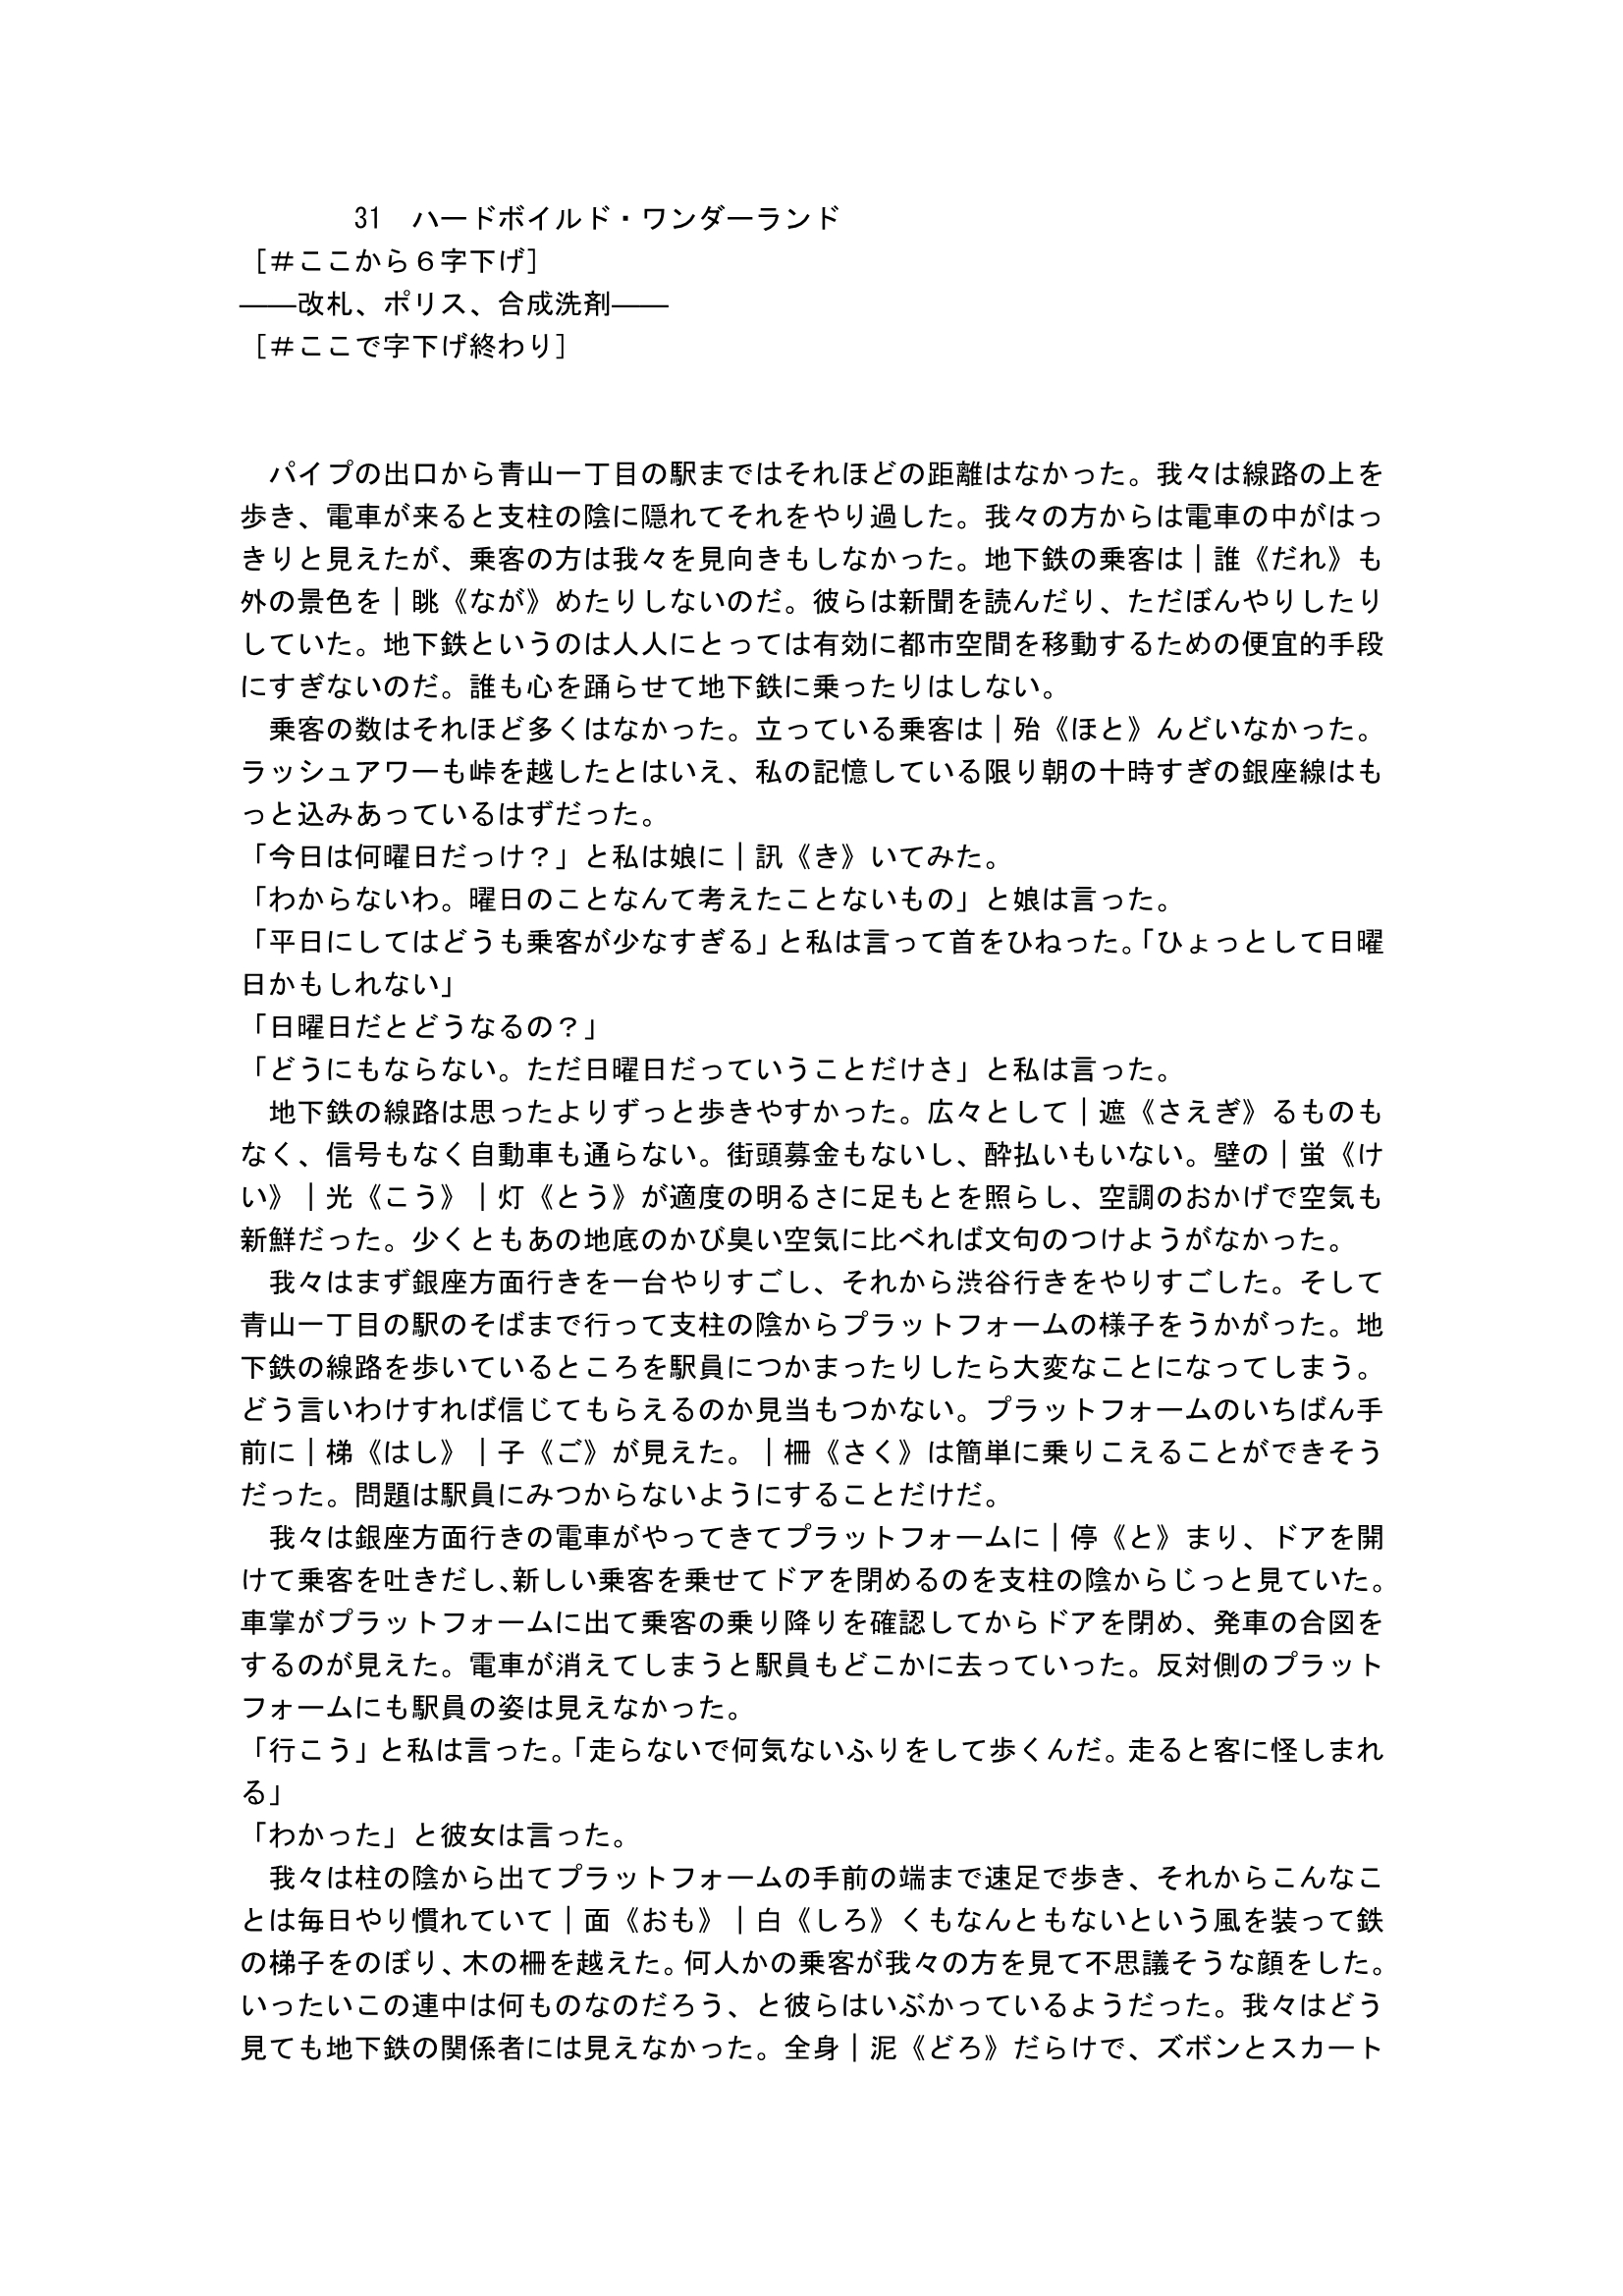 31　ハードボイルド・ワンダーランド
［＃ここから６字下げ］
――改札、ポリス、合成洗剤――
［＃ここで字下げ終わり］
パイプの出口から青山一丁目の駅まではそれほどの距離はなかった。我々は線路の上を
歩き、電車が来ると支柱の陰に隠れてそれをやり過した。我々の方からは電車の中がはっ
きりと見えたが、乗客の方は我々を見向きもしなかった。地下鉄の乗客は｜誰《だれ》も
外の景色を｜眺《なが》めたりしないのだ。彼らは新聞を読んだり、ただぼんやりしたり
していた。地下鉄というのは人人にとっては有効に都市空間を移動するための便宜的手段
にすぎないのだ。誰も心を踊らせて地下鉄に乗ったりはしない。
乗客の数はそれほど多くはなかった。立っている乗客は｜殆《ほと》んどいなかった。
ラッシュアワーも峠を越したとはいえ、私の記憶している限り朝の十時すぎの銀座線はも
っと込みあっているはずだった。
「今日は何曜日だっけ？」と私は娘に｜訊《き》いてみた。
「わからないわ。曜日のことなんて考えたことないもの」と娘は言った。
「平日にしてはどうも乗客が少なすぎる」と私は言って首をひねった。「ひょっとして日曜
日かもしれない」
「日曜日だとどうなるの？」
「どうにもならない。ただ日曜日だっていうことだけさ」と私は言った。
地下鉄の線路は思ったよりずっと歩きやすかった。広々として｜遮《さえぎ》るものも
なく、信号もなく自動車も通らない。街頭募金もないし、酔払いもいない。壁の｜蛍《け
い》｜光《こう》｜灯《とう》が適度の明るさに足もとを照らし、空調のおかげで空気も
新鮮だった。少くともあの地底のかび臭い空気に比べれば文句のつけようがなかった。
我々はまず銀座方面行きを一台やりすごし、それから渋谷行きをやりすごした。そして
青山一丁目の駅のそばまで行って支柱の陰からプラットフォームの様子をうかがった。地
下鉄の線路を歩いているところを駅員につかまったりしたら大変なことになってしまう。
どう言いわけすれば信じてもらえるのか見当もつかない。プラットフォームのいちばん手
前に｜梯《はし》｜子《ご》が見えた。｜柵《さく》は簡単に乗りこえることができそう
だった。問題は駅員にみつからないようにすることだけだ。
我々は銀座方面行きの電車がやってきてプラットフォームに｜停《と》まり、ドアを開
けて乗客を吐きだし、新しい乗客を乗せてドアを閉めるのを支柱の陰からじっと見ていた。
車掌がプラットフォームに出て乗客の乗り降りを確認してからドアを閉め、発車の合図を
するのが見えた。電車が消えてしまうと駅員もどこかに去っていった。反対側のプラット
フォームにも駅員の姿は見えなかった。
「行こう」と私は言った。「走らないで何気ないふりをして歩くんだ。走ると客に怪しまれ
る」
「わかった」と彼女は言った。
我々は柱の陰から出てプラットフォームの手前の端まで速足で歩き、それからこんなこ
とは毎日やり慣れていて｜面《おも》｜白《しろ》くもなんともないという風を装って鉄
の梯子をのぼり、木の柵を越えた。何人かの乗客が我々の方を見て不思議そうな顔をした。
いったいこの連中は何ものなのだろう、と彼らはいぶかっているようだった。我々はどう
見ても地下鉄の関係者には見えなかった。全身｜泥《どろ》だらけで、ズボンとスカート